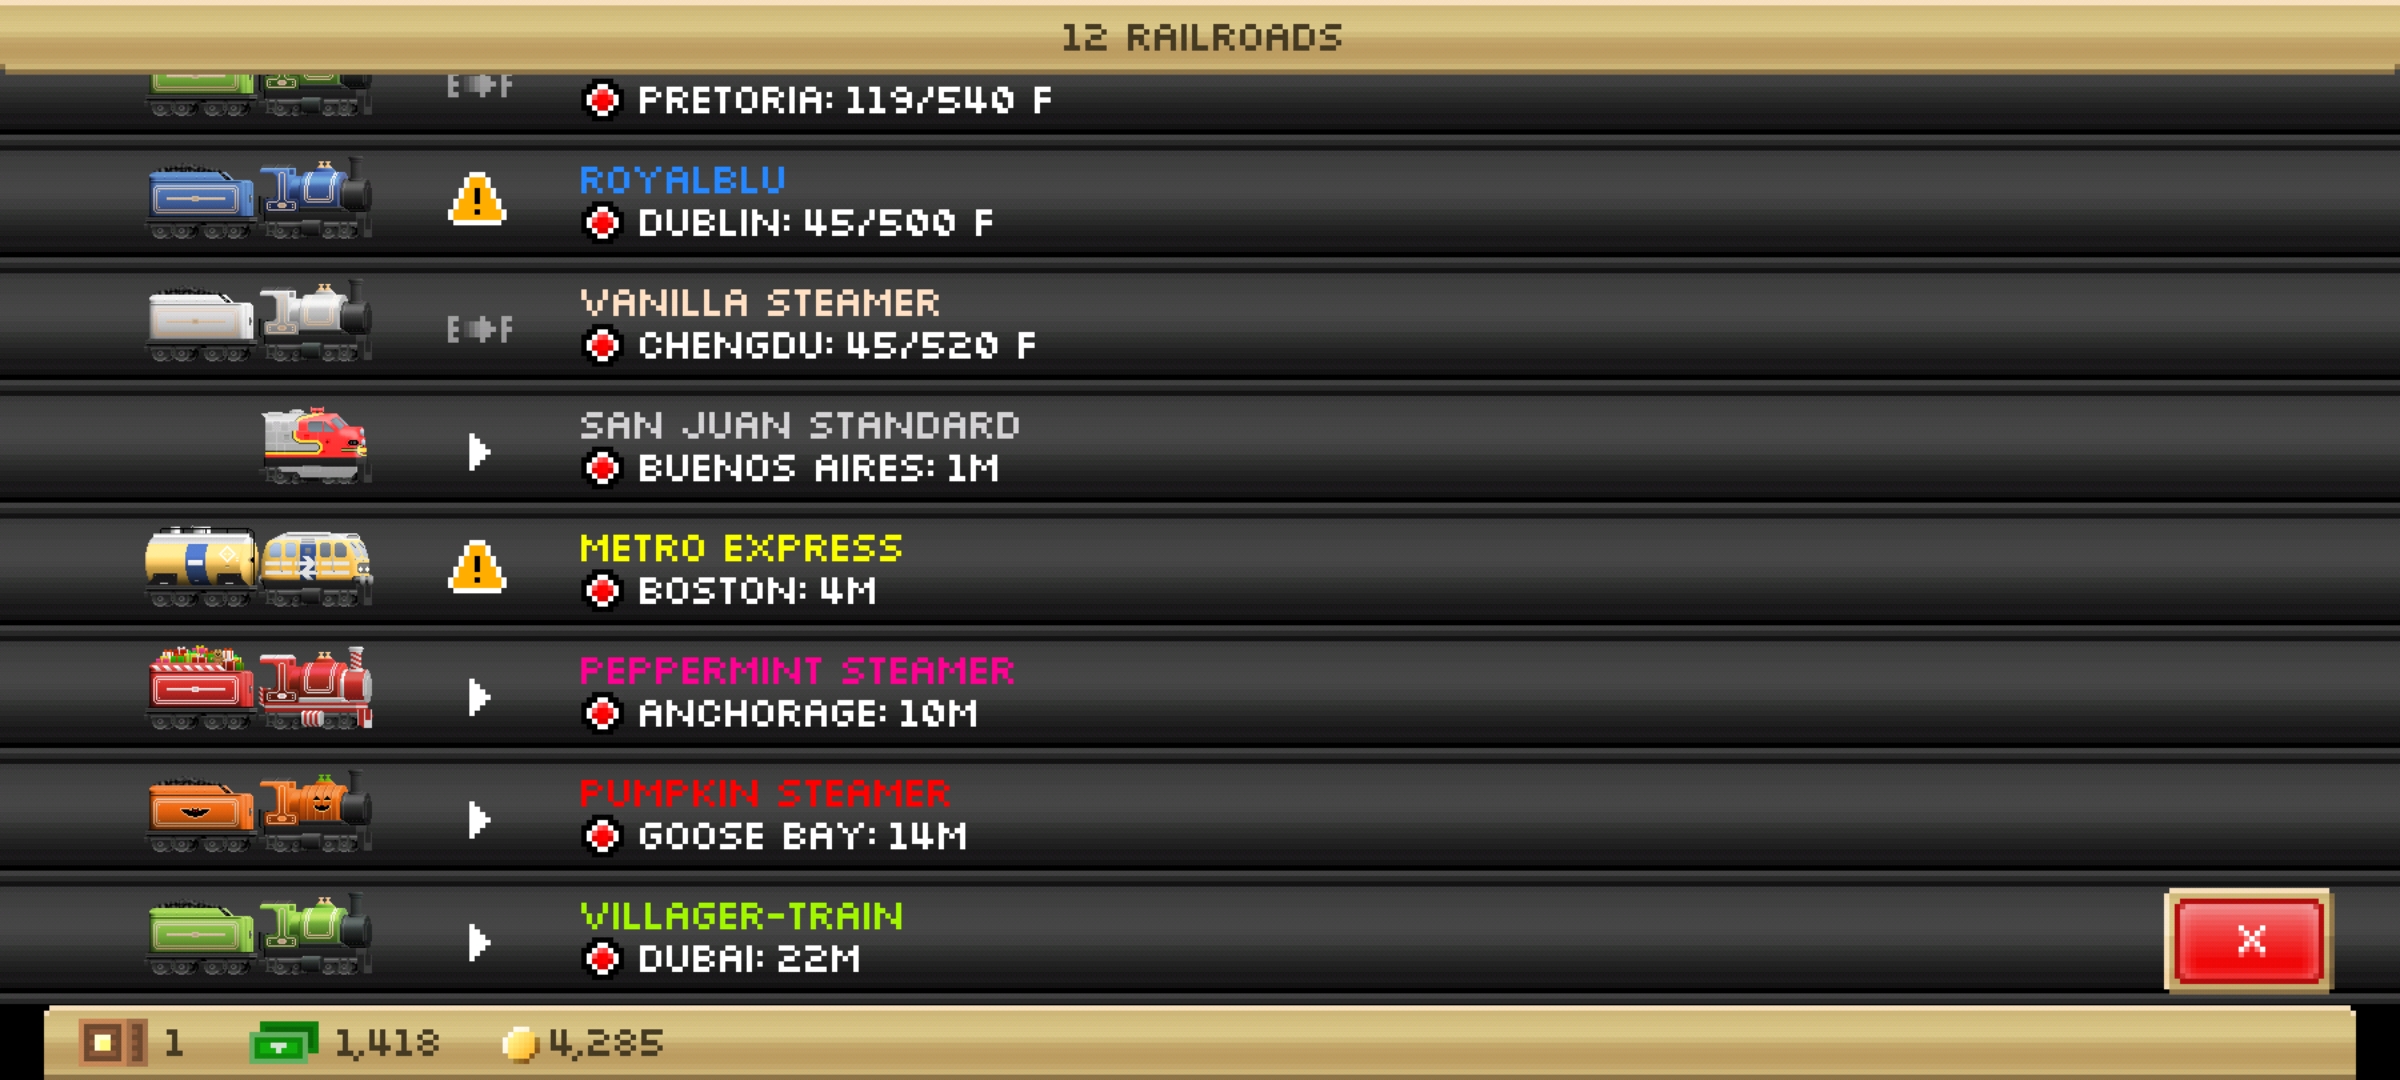 12 RAILROADS
E F
PRETORIA: 119/540 F
ROYALBLU
DUBLIN: 45/500 F
VANILLA STEAMER
E F
CHENGDU: 45/520 F
SAN JUAN STANDARD
BUENOS AIRES: 1M
METRO EXPRESS
BOSTON: 4M
PEPPERMINT STEAMER
ANCHORAGE: 10M
PUMPKIN STEAMER
GOOSE BAY: 14M
VILLAGER-TRAIN
DUBAI: 22M
X
1 1,418 4,285